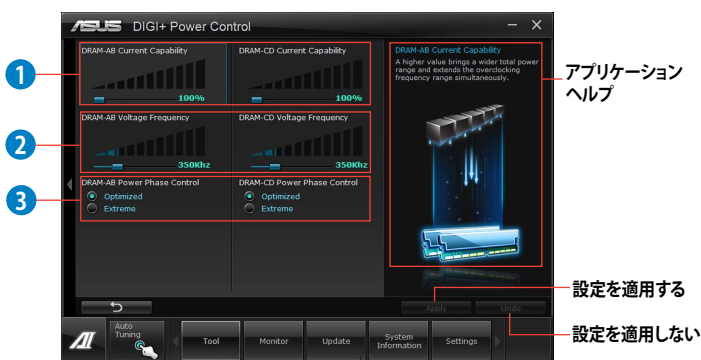 ASUS DIGI+ Power Control
1
DRAM-AB Current Capability
100%
DRAM-CD Current Capability
100%
2
DRAM-AB Voltage Frequency
350Khz
DRAM-CD Voltage Frequency
350Khz
3
DRAM-AB Power Phase Control
Optimized
Extreme
DRAM-CD Power Phase Control
Optimized
Extreme
DRAM-AB Current Capability
A higher value brings a wider total power
range and extends the overclocking
frequency range simultaneously.
アプリケーション
ヘルプ
Apply
Undo
設定を適用する
設定を適用しない
Auto
Tuning
Tool
Monitor
Update
System
Information
Settings